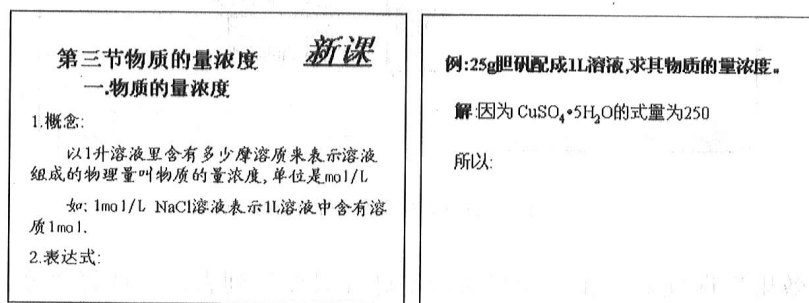 第三节物质的量浓度
新课
一.物质的量浓度
1.概念:
以1升溶液里含有多少摩溶质来表示溶液
组成的物理量叫物质的量浓度,单位是mol/L
如: 1mol/L NaCl溶液表示1L溶液中含有溶
质1mol.
2.表达式:
例:25g胆矾配成1L溶液,求其物质的量浓度。
解:因为 CuSO₄•5H₂O的式量为250
所以: